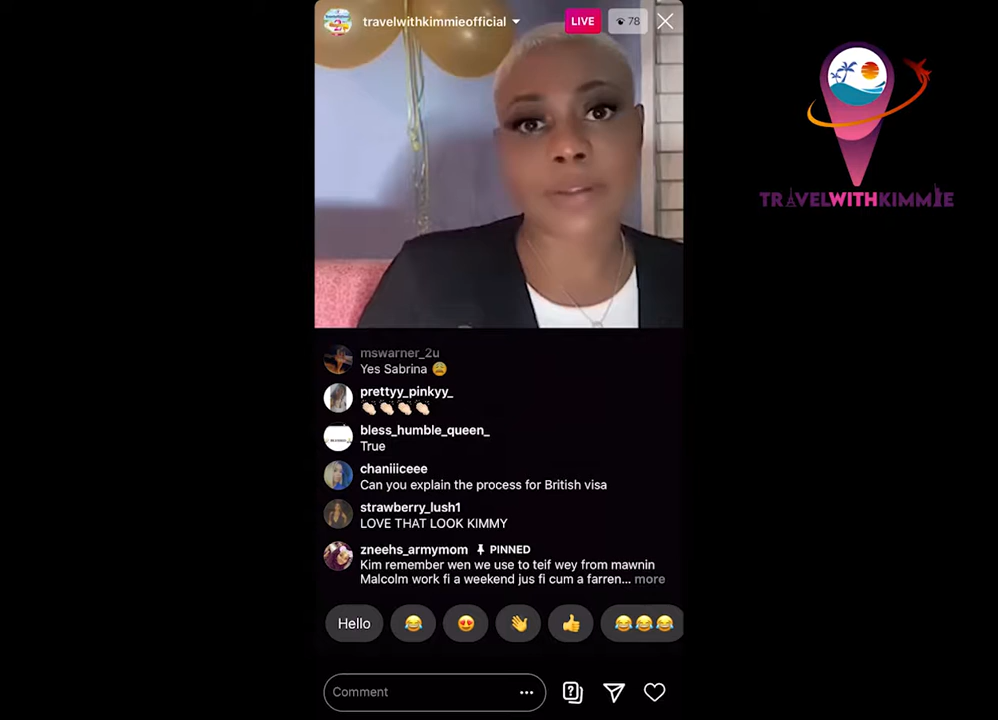 travelwithkimmieofficial
LIVE
78
TRAVELWITHKIMMIE
mswarner_2u
Yes Sabrina 😩
prettyy_pinkyy_
👏🏻👏🏻👏🏻👏🏻
bless_humble_queen_
True
chaniiiceee
Can you explain the process for British visa
strawberry_lush1
LOVE THAT LOOK KIMMY
zneehs_armymom PINNED
Kim remember wen we use to teif wey from mawnin
Malcolm work fi a weekend jus fi cum a farren... more
Hello 😂 😍 👋 👍 😂😂😂
Comment ...